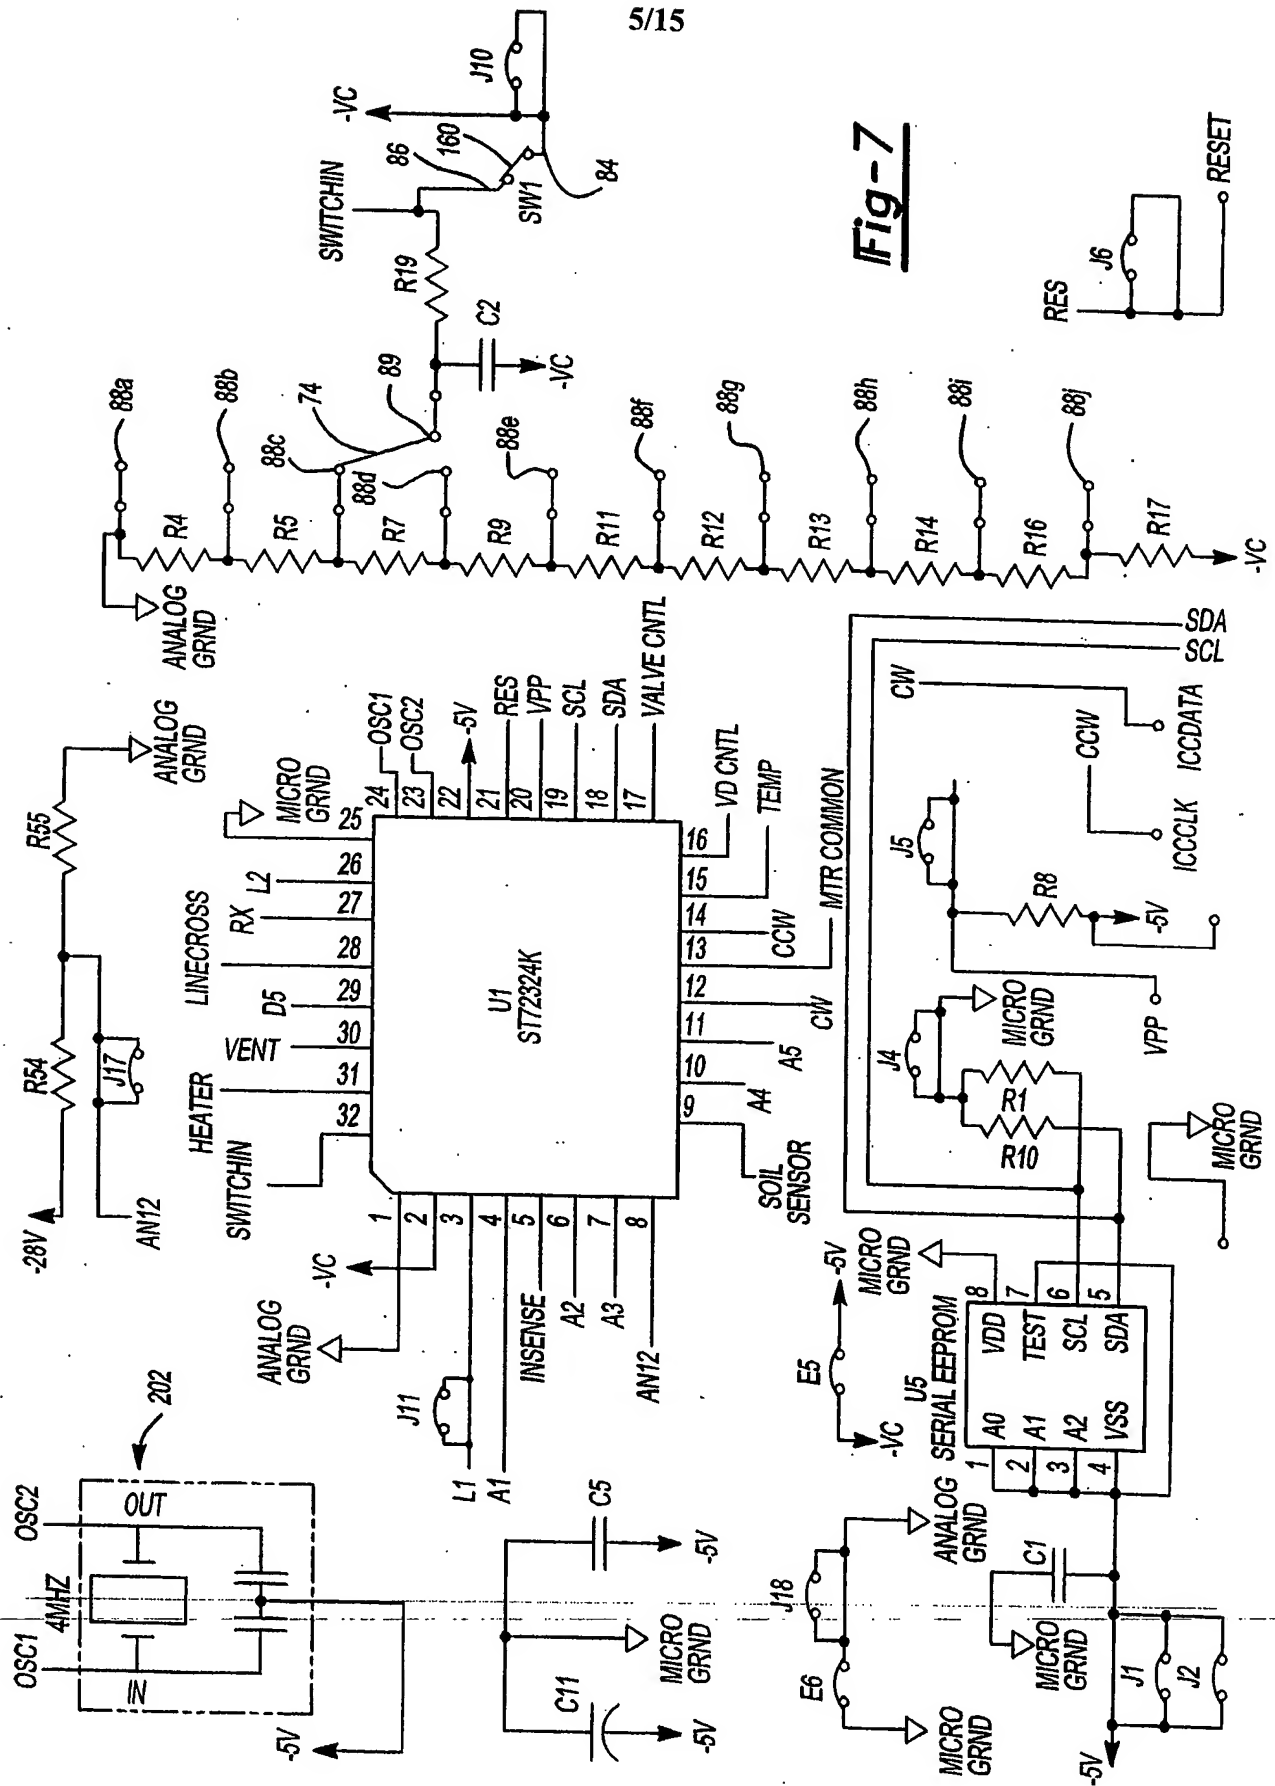 5/15
OSC1
4MHZ
OSC2
IN
OUT
202
-5V
-28V
R54
R55
J17
AN12
ANALOG
GRND
ANALOG
GRND
88a
R4
88b
R5
88c
74
89
R7
88d
R9
88e
R11
88f
R12
88g
R13
88h
R14
88i
R16
88j
R17
-VC
C2
-VC
R19
SWITCHIN
86
160
SW1
84
-VC
J10
C11
C5
-5V
MICRO
GRND
-5V
L1
A1
J11
ANALOG
GRND
-VC
INSENSE
A2
A3
AN12
1
2
3
4
5
6
7
8
SWITCHIN
HEATER
VENT
D5
LINECROSS
RX
L2
MICRO
GRND
32
31
30
29
28
27
26
25
U1
ST72324K
24
23
22
21
20
19
18
17
OSC1
OSC2
-5V
RES
VPP
SCL
SDA
VALVE CNTL
9
10
11
12
13
14
15
16
SOIL
SENSOR
A4
A5
CW
CCW
MTR COMMON
TEMP
VD CNTL
Fig-7
RES
J6
RESET
E6
J18
MICRO
GRND
ANALOG
GRND
E5
-VC
-5V
MICRO
GRND
C1
J1
J2
-5V
U5
SERIAL EEPROM
1
2
3
4
A0
A1
A2
VSS
VDD
TEST
SCL
SDA
8
7
6
5
MICRO
GRND
R10
R1
J4
MICRO
GRND
MICRO
GRND
VPP
J5
R8
-5V
ICCCLK
CCW
ICCDATA
CW
SCL
SDA